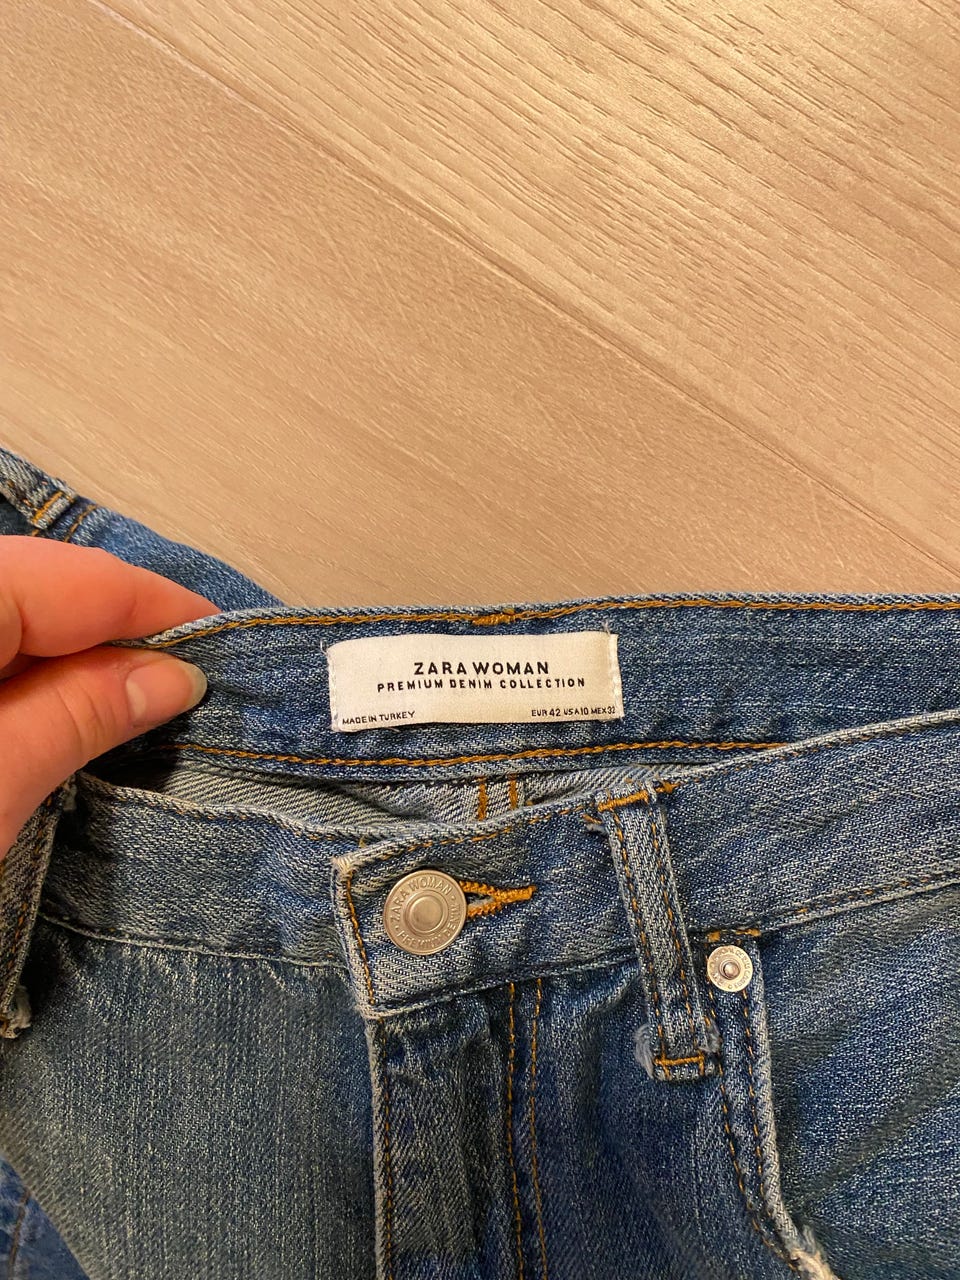 ZARA WOMAN
PREMIUM DENIM COLLECTION
MADE IN TURKEY
EUR 42 USA 10 MEX 32
ZARA WOMAN